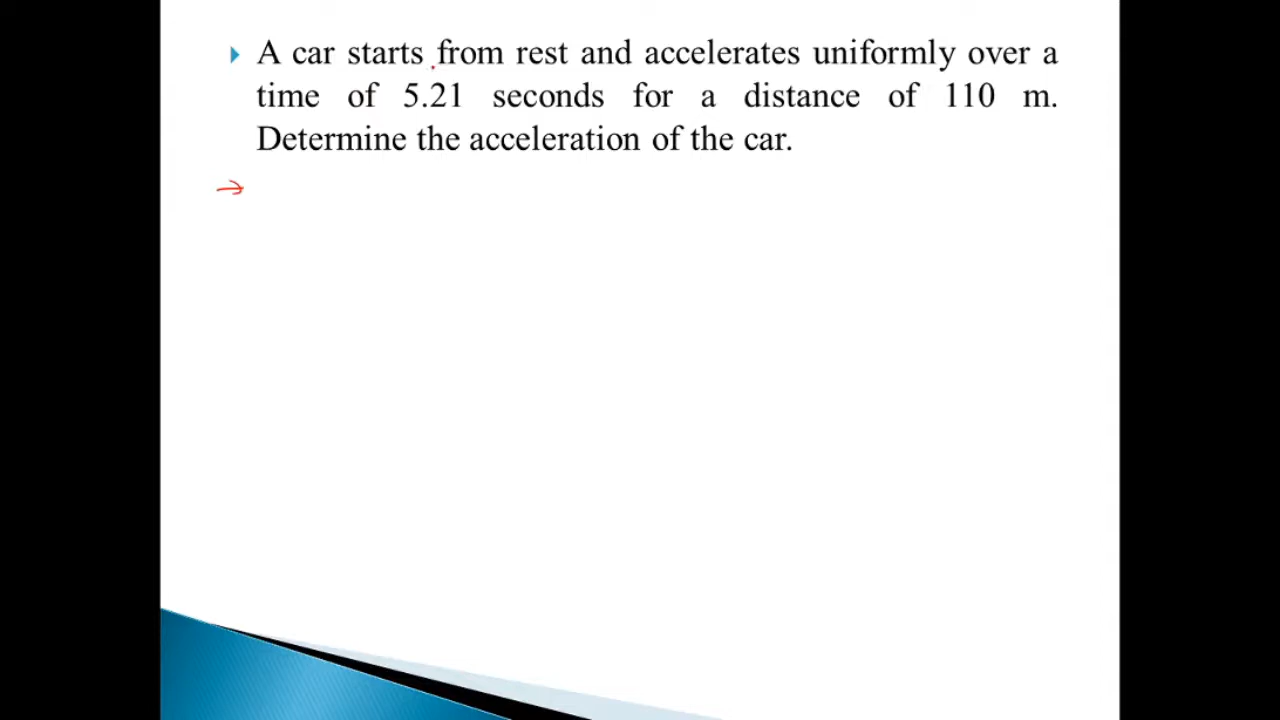 A car starts from rest and accelerates uniformly over a
time of 5.21 seconds for a distance of 110 m.
Determine the acceleration of the car.